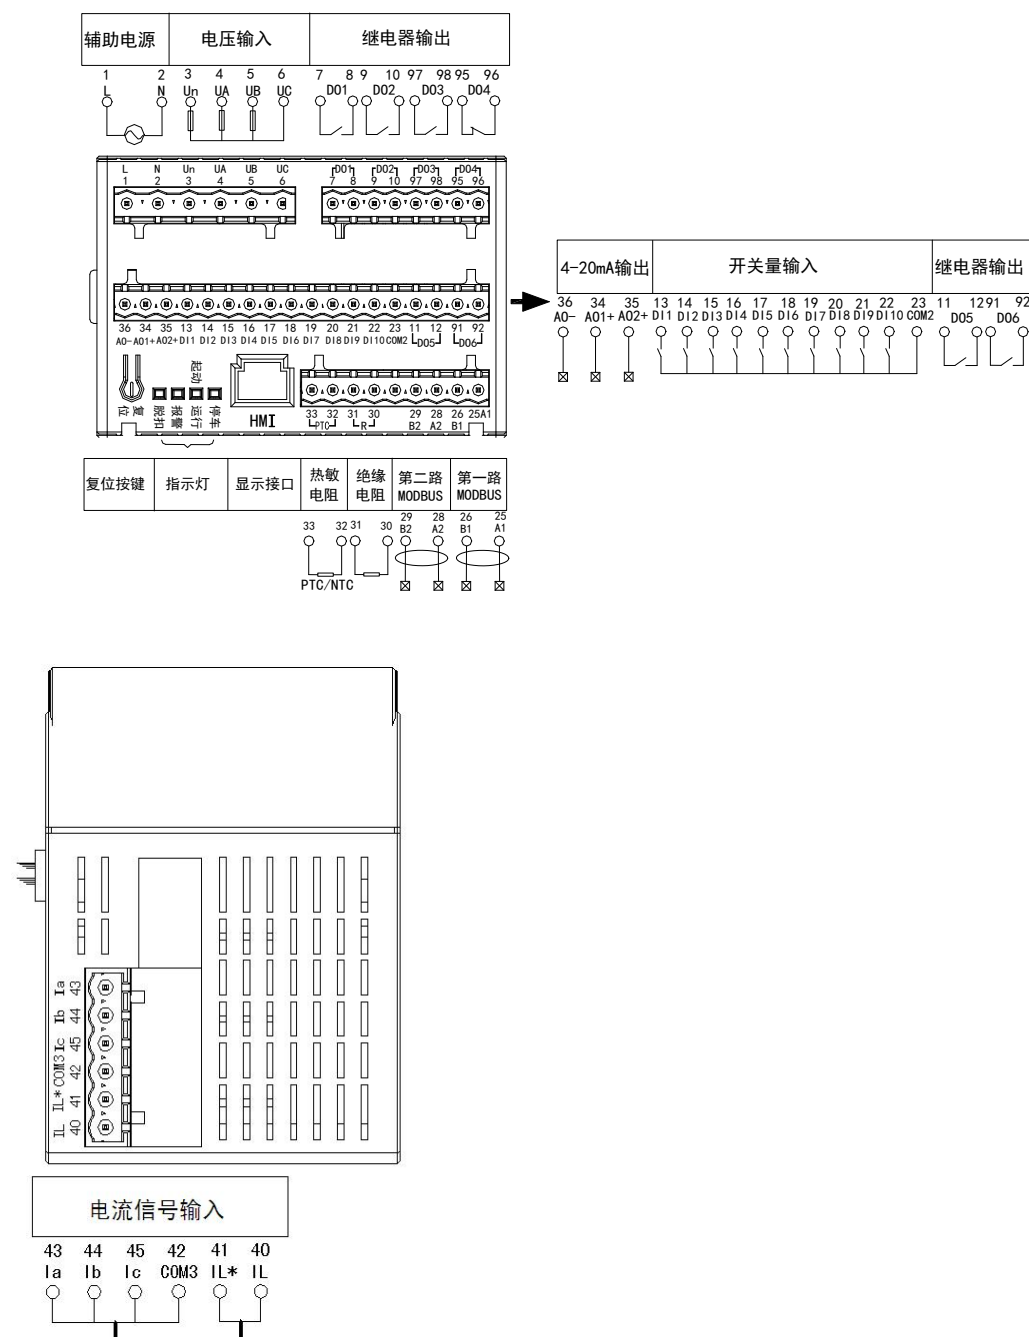 辅助电源 电压输入 继电器输出
1 2 3 4 5 6 7 8 9 10 97 98 95 96
L N Un UA UB UC DO1 DO2 DO3 DO4
L N Un UA UB UC DO1 DO2 DO3 DO4
1 2 3 4 5 6 7 8 9 10 97 98 95 96
4-20mA输出 开关量输入 继电器输出
36 34 35 13 14 15 16 17 18 19 20 21 22 23 11 12 91 92
AO- AO1+ AO2+ DI1 DI2 DI3 DI4 DI5 DI6 DI7 DI8 DI9 DI10 COM2 DO5 DO6
36 34 35 13 14 15 16 17 18 19 20 21 22 23 11 12 91 92
AO- AO1+ AO2+ DI1 DI2 DI3 DI4 DI5 DI6 DI7 DI8 DI9 DI10 COM2 DO5 DO6
起动
复位 脱扣 报警 运行 停车
HMI
33 32 31 30 29 28 26 25A1
PTC R B2 A2 B1
复位按键 指示灯 显示接口 热敏电阻 绝缘电阻 第二路MODBUS 第一路MODBUS
33 32 31 30 29 28 26 25
B2 A2 B1 A1
PTC/NTC
Ia 43
Ib 44
Ic 45
COM3 42
IL* 41
IL 40
电流信号输入
43 44 45 42 41 40
Ia Ib Ic COM3 IL* IL